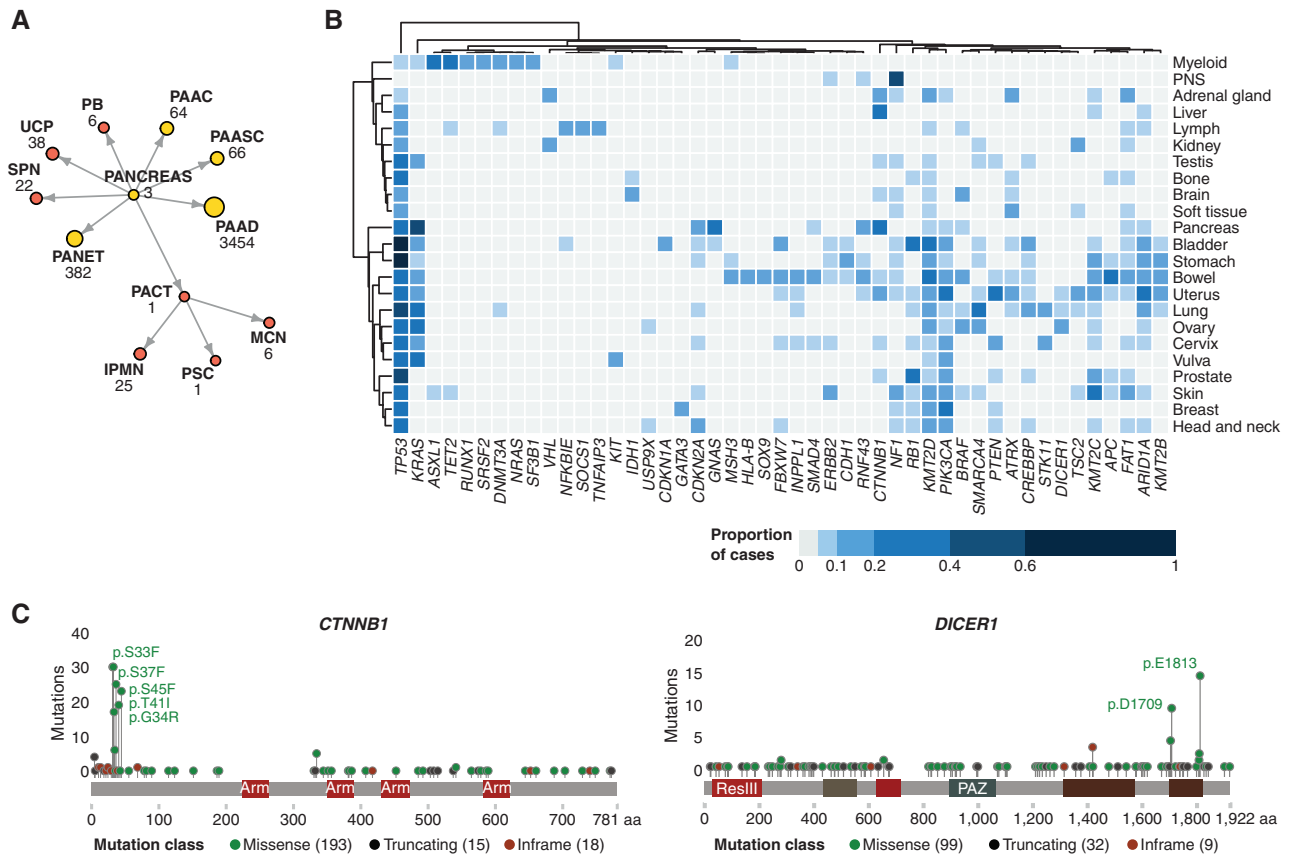 A
PB
6
PAAC
64
UCP
38
PAASC
66
SPN
22
PANCREAS
3
PAAD
3454
PANET
382
PACT
1
MCN
6
IPMN
25
PSC
1
B
Myeloid
PNS
Adrenal gland
Liver
Lymph
Kidney
Testis
Bone
Brain
Soft tissue
Pancreas
Bladder
Stomach
Bowel
Uterus
Lung
Ovary
Cervix
Vulva
Prostate
Skin
Breast
Head and neck
TP53
KRAS
ASXL1
TET2
RUNX1
SRSF2
DNMT3A
NRAS
SF3B1
VHL
NFKBIE
SOCS1
TNFAIP3
IDH1
USP9X
CDKN1A
GATA3
CDKN2A
GNAS
MSH3
HLA-B
SOX9
FBXW7
INPPL1
SMAD4
ERBB2
CDH1
RNF43
CTNNB1
NF1
RB1
KMT2D
PIK3CA
BRAF
SMARCA4
PTEN
ATRX
CREBBP
STK11
DICER1
TSC2
KMT2C
APC
FAT1
ARID1A
KMT2B
Proportion
of cases
0 0.1 0.2 0.4 0.6 1
C
CTNNB1
Mutations
40
30
20
10
0
p.S33F
p.S37F
p.S45F
p.T41I
p.G34R
Arm Arm Arm Arm
0 100 200 300 400 500 600 700 781 aa
Mutation class Missense (193) Truncating (15) Inframe (18)
DICER1
Mutations
20
15
10
5
0
p.E1813
p.D1709
ResIII PAZ
0 200 400 600 800 1,000 1,200 1,400 1,600 1,800 1,922 aa
Mutation class Missense (99) Truncating (32) Inframe (9)